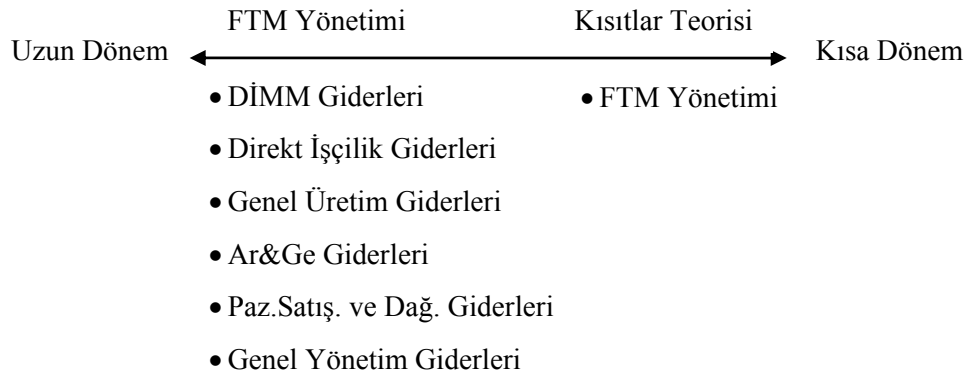 FTM Yönetimi Kısıtlar Teorisi
Uzun Dönem Kısa Dönem
• DİMM Giderleri • FTM Yönetimi
• Direkt İşçilik Giderleri
• Genel Üretim Giderleri
• Ar&Ge Giderleri
• Paz.Satış. ve Dağ. Giderleri
• Genel Yönetim Giderleri